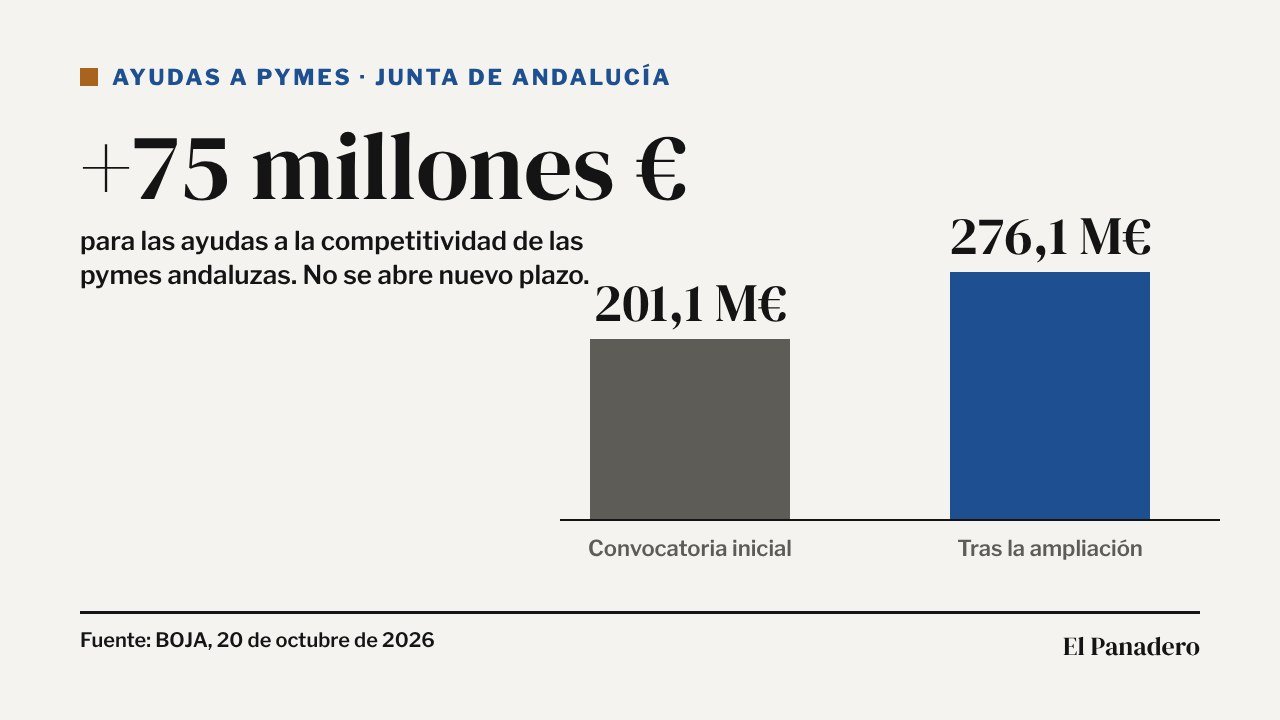 AYUDAS A PYMES · JUNTA DE ANDALUCÍA
+75 millones €
para las ayudas a la competitividad de las
pymes andaluzas. No se abre nuevo plazo.
201,1 M€
276,1 M€
Convocatoria inicial
Tras la ampliación
Fuente: BOJA, 20 de octubre de 2026
El Panadero